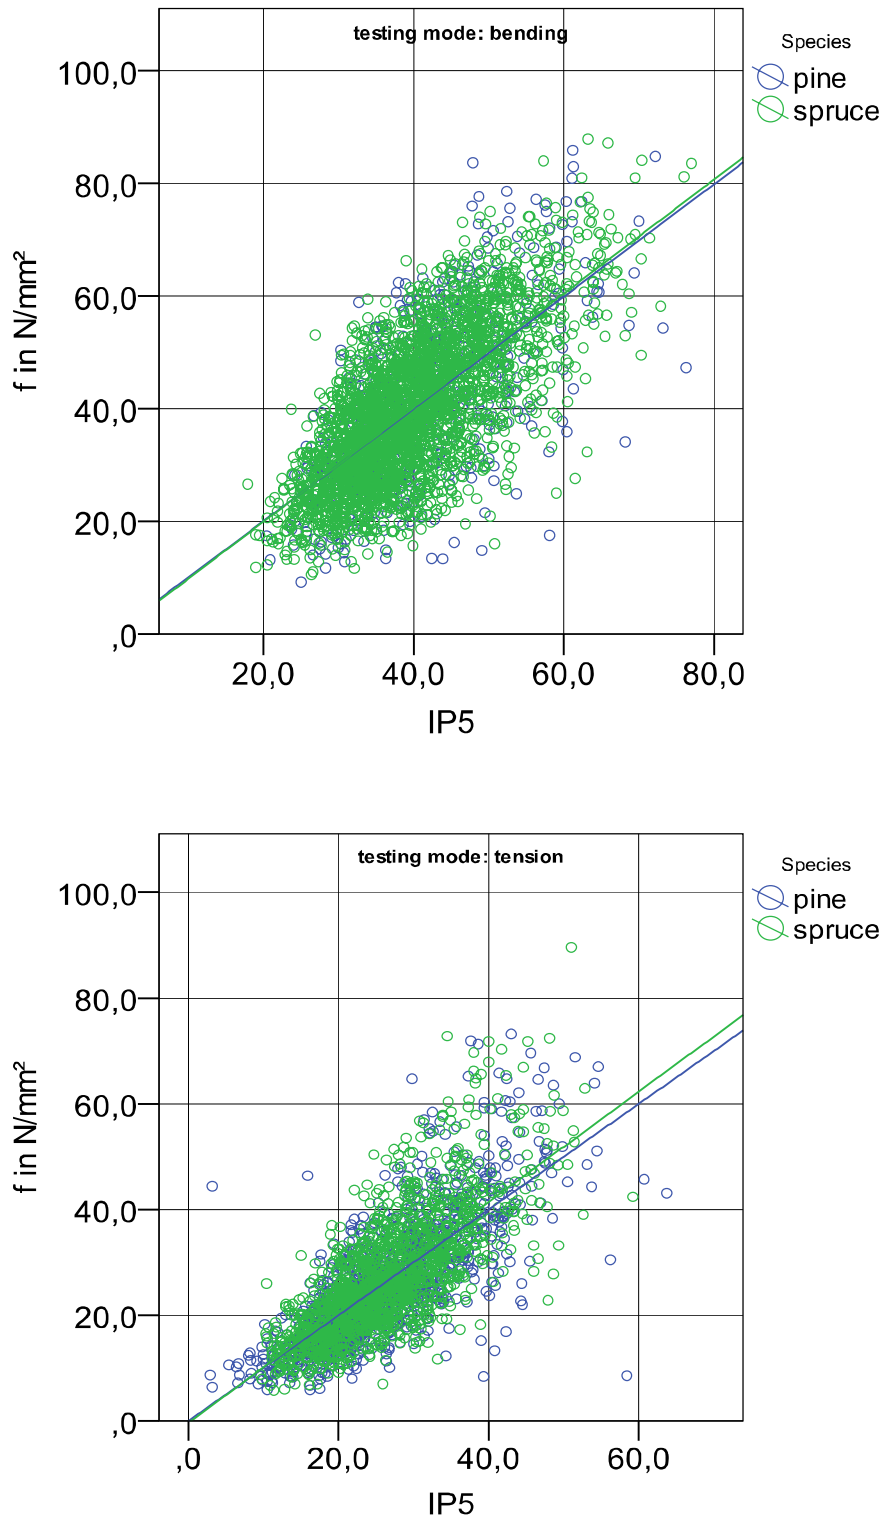 testing mode: bending
Species
pine
spruce
100,0
80,0
60,0
40,0
20,0
,0
f in N/mm²
20,0 40,0 60,0 80,0
IP5
testing mode: tension
Species
pine
spruce
100,0
80,0
60,0
40,0
20,0
,0
f in N/mm²
,0 20,0 40,0 60,0
IP5